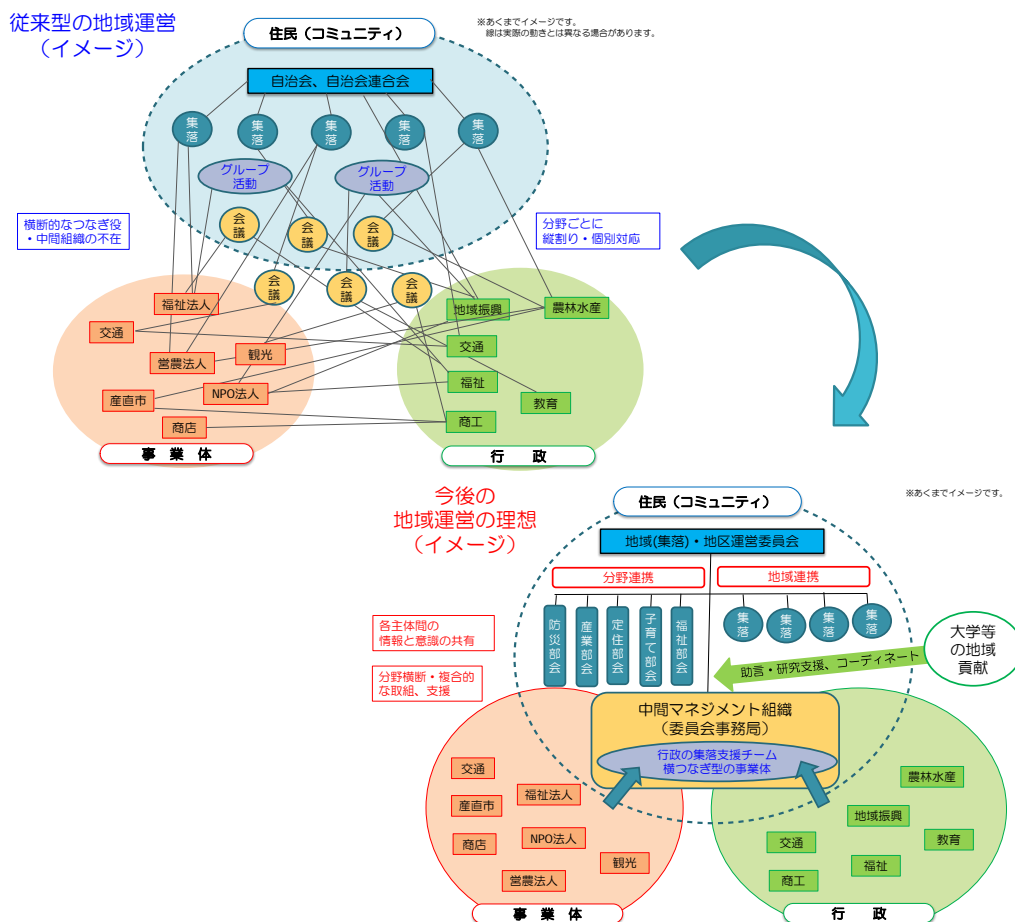 従来型の地域運営
（イメージ）
※あくまでイメージです。
線は実際の動きとは異なる場合があります。
住民（コミュニティ）
自治会、自治会連合会
集落
集落
集落
集落
集落
グループ
活動
グループ
活動
横断的なつなぎ役
・中間組織の不在
分野ごとに
縦割り・個別対応
会議
会議
会議
会議
会議
会議
福祉法人
交通
営農法人
観光
産直市
NPO法人
商店
事　業　体
地域振興
農林水産
交通
福祉
教育
商工
行　　政
今後の
地域運営の理想
（イメージ）
住民（コミュニティ）
※あくまでイメージです。
地域(集落)・地区運営委員会
分野連携
地域連携
防災部会
産業部会
定住部会
子育て部会
福祉部会
集落
集落
集落
集落
各主体間の
情報と意識の共有
分野横断・複合的
な取組、支援
大学等
の地域
貢献
助言・研究支援、コーディネート
中間マネジメント組織
（委員会事務局）
行政の集落支援チーム
横つなぎ型の事業体
交通
福祉法人
産直市
商店
NPO法人
観光
営農法人
事　業　体
農林水産
地域振興
交通
教育
福祉
商工
行　　政